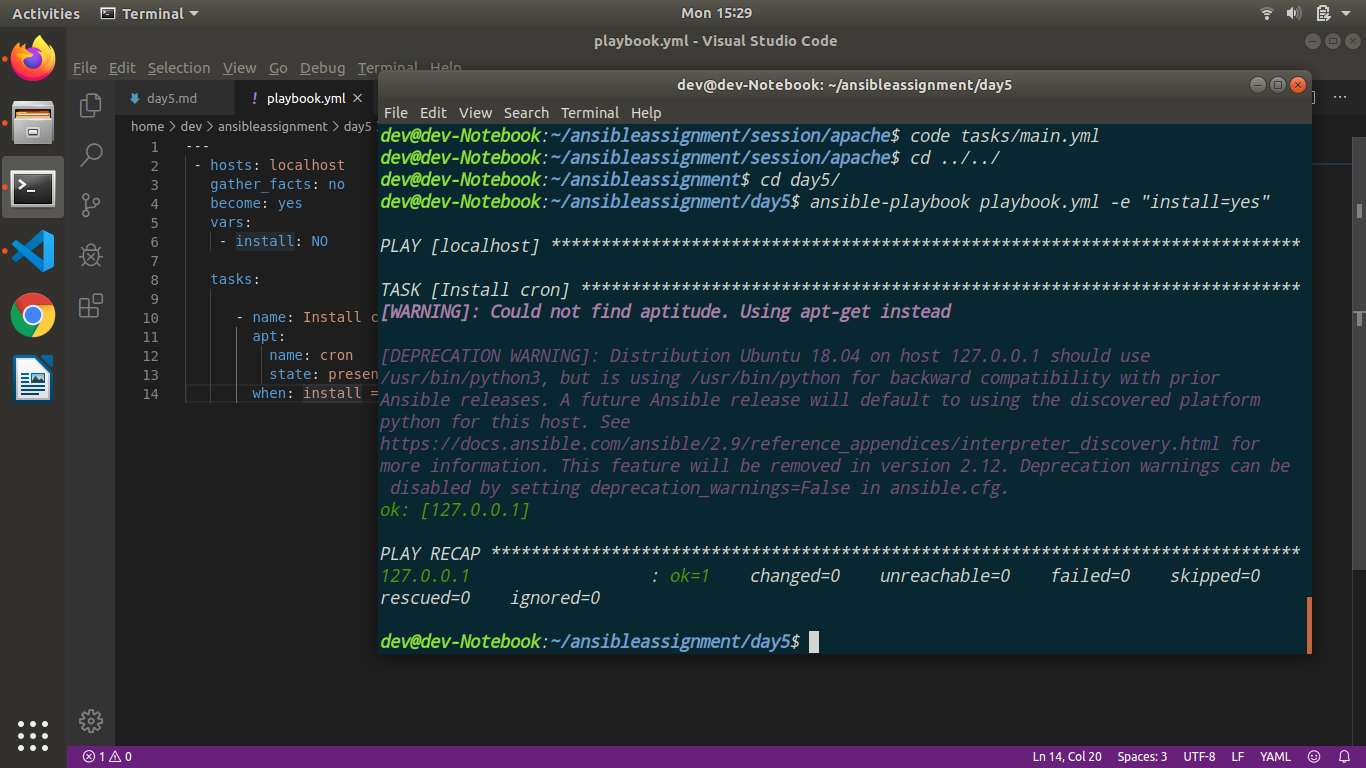 Activities Terminal Mon 15:29
playbook.yml - Visual Studio Code
File Edit Selection View Go Debug Terminal Help
day5.md ! playbook.yml ×
home > dev > ansibleassignment > day5
1 ---
2 - hosts: localhost
3 gather_facts: no
4 become: yes
5 vars:
6 - install: NO
7
8 tasks:
9
10 - name: Install c
11 apt:
12 name: cron
13 state: presen
14 when: install =
dev@dev-Notebook: ~/ansibleassignment/day5
File Edit View Search Terminal Help
dev@dev-Notebook:~/ansibleassignment/session/apache$ code tasks/main.yml
dev@dev-Notebook:~/ansibleassignment/session/apache$ cd ../../
dev@dev-Notebook:~/ansibleassignment$ cd day5/
dev@dev-Notebook:~/ansibleassignment/day5$ ansible-playbook playbook.yml -e "install=yes"
PLAY [localhost] ***************************************************************************
TASK [Install cron] ************************************************************************
[WARNING]: Could not find aptitude. Using apt-get instead
[DEPRECATION WARNING]: Distribution Ubuntu 18.04 on host 127.0.0.1 should use
/usr/bin/python3, but is using /usr/bin/python for backward compatibility with prior
Ansible releases. A future Ansible release will default to using the discovered platform
python for this host. See
https://docs.ansible.com/ansible/2.9/reference_appendices/interpreter_discovery.html for
more information. This feature will be removed in version 2.12. Deprecation warnings can be
disabled by setting deprecation_warnings=False in ansible.cfg.
ok: [127.0.0.1]
PLAY RECAP *********************************************************************************
127.0.0.1 : ok=1 changed=0 unreachable=0 failed=0 skipped=0
rescued=0 ignored=0
dev@dev-Notebook:~/ansibleassignment/day5$
1 0 Ln 14, Col 20 Spaces: 3 UTF-8 LF YAML